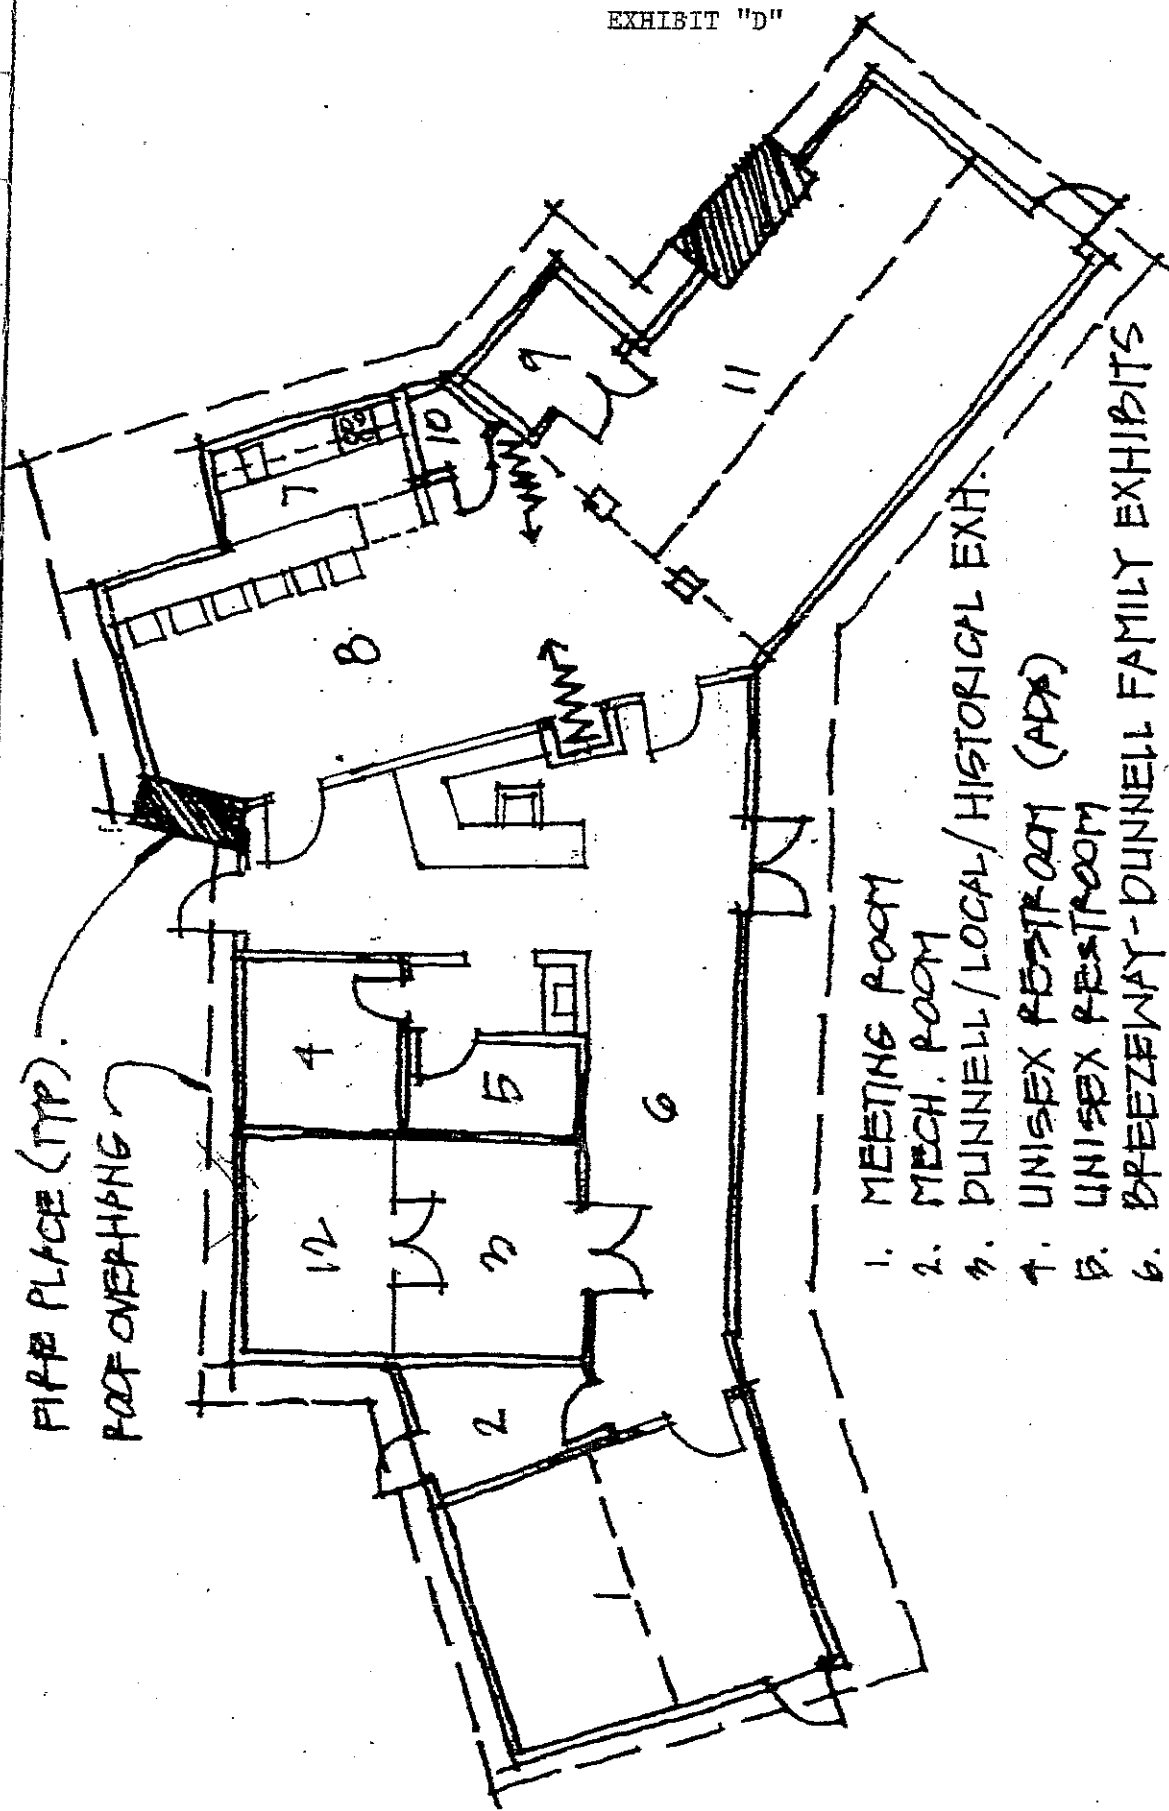 EXHIBIT "D"
FIRE PLACE (TYP).
ROOF OVERHANG
7
10
9
8
11
4
12
5
3
6
2
1
1. MEETING ROOM
2. MECH. ROOM
3. DUNNELL/LOCAL/HISTORICAL EXH.
4. UNISEX RESTROOM (ADA)
5. UNISEX RESTROOM
6. BREEZEWAY-DUNNELL FAMILY EXHIBITS